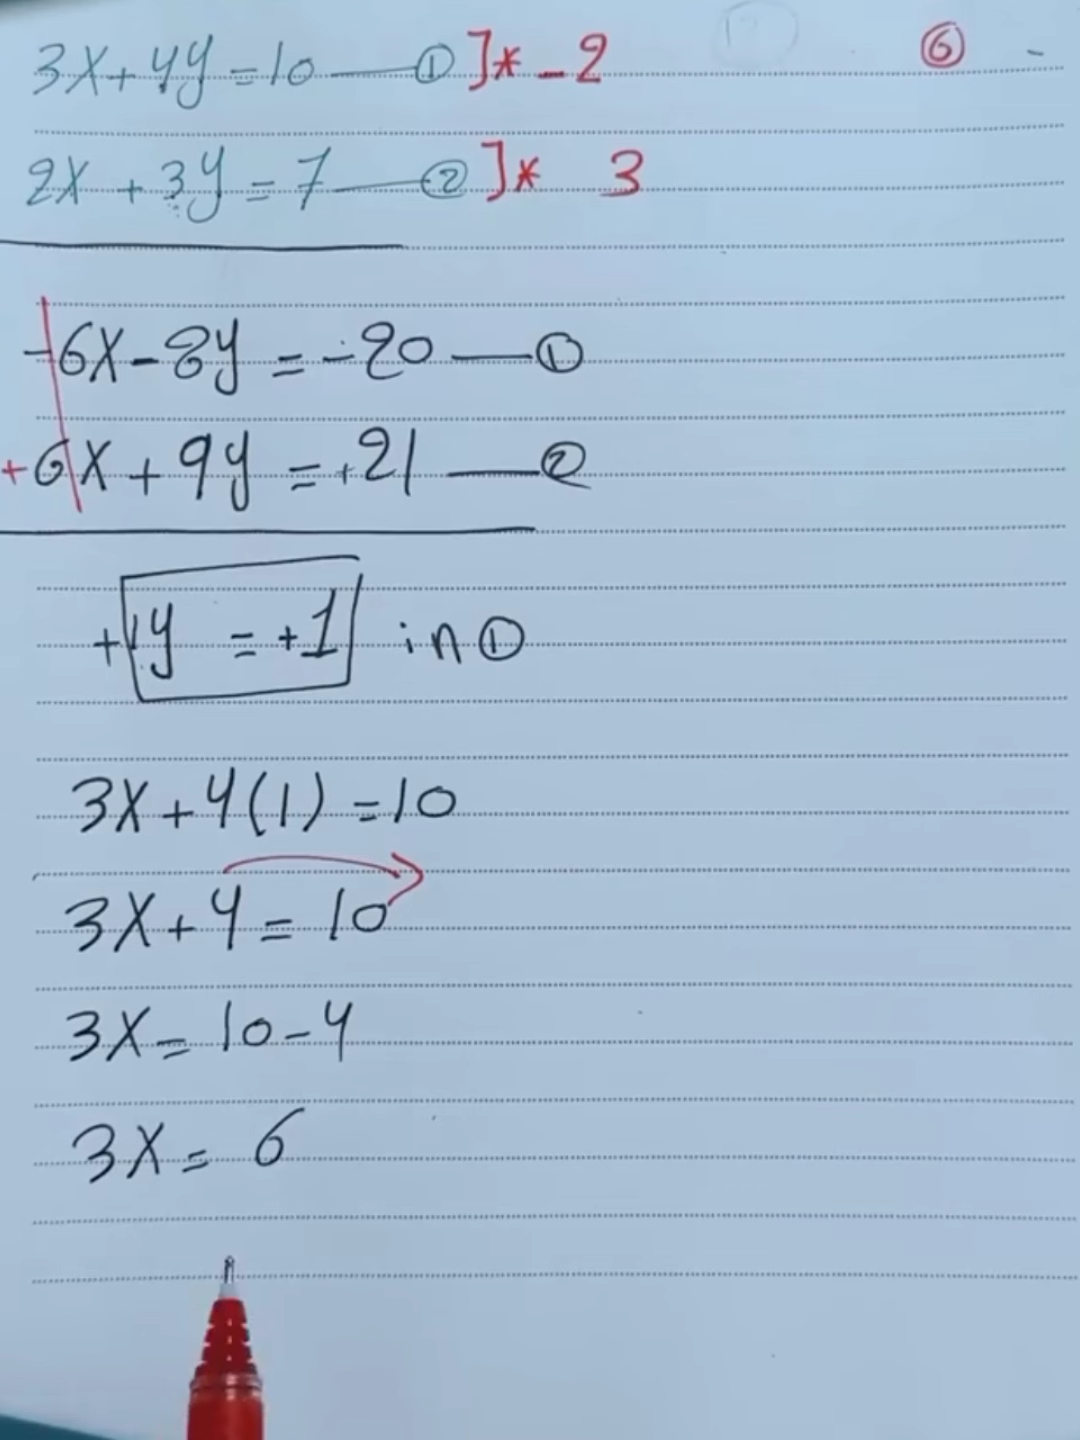 3X+4y=10 — ① ]* -2 ⑥
2X+3y=7 — ② ]* 3
-6X-8y=-20 — ①
+6X+9y=+21 — ②
+1y=+1 in ①
3X+4(1)=10
3X+4=10
3X=10-4
3X=6